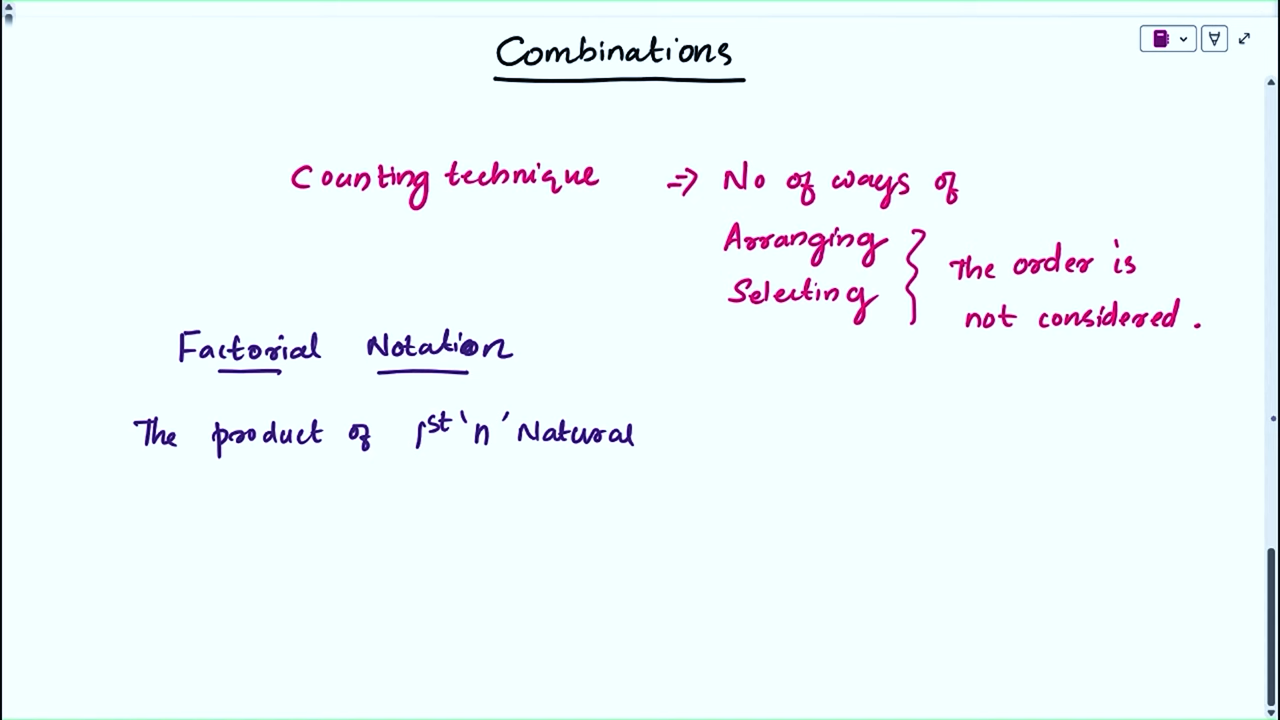 Combinations
Counting technique => No of ways of
Arranging
Selecting } The order is
not considered.
Factorial Notation
The product of 1st 'n' Natural